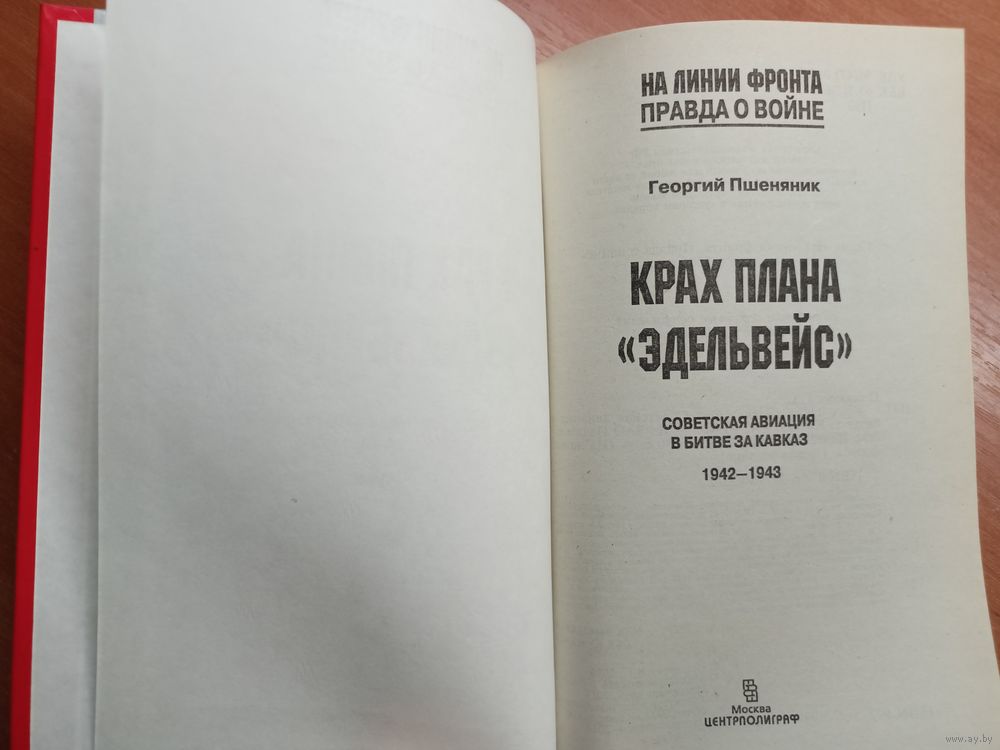 НА ЛИНИИ ФРОНТА
ПРАВДА О ВОЙНЕ
Георгий Пшеняник
КРАХ ПЛАНА
«ЭДЕЛЬВЕЙС»
СОВЕТСКАЯ АВИАЦИЯ
В БИТВЕ ЗА КАВКАЗ
1942–1943
Москва
ЦЕНТРПОЛИГРАФ
www.ay.by